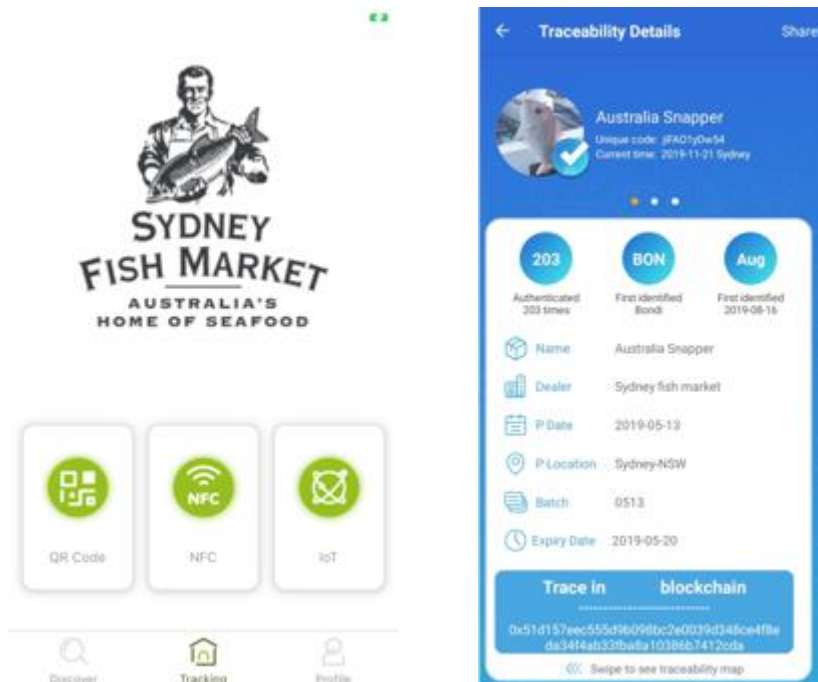 SYDNEY
FISH MARKET
AUSTRALIA'S
HOME OF SEAFOOD
NFC
QR Code
NFC
IoT
Discover
Tracking
Profile
Traceability Details
Share
Australia Snapper
Unique code:
Current time: 2019-11-21 Sydney
203
BON
Aug
Authenticated
203 times
First identified
Bondi
First identified
2019-08-16
Name Australia Snapper
Dealer Sydney fish market
P Date 2019-05-13
P Location Sydney-NSW
Batch 0513
Expiry Date 2019-05-20
Trace in blockchain
Swipe to see traceability map